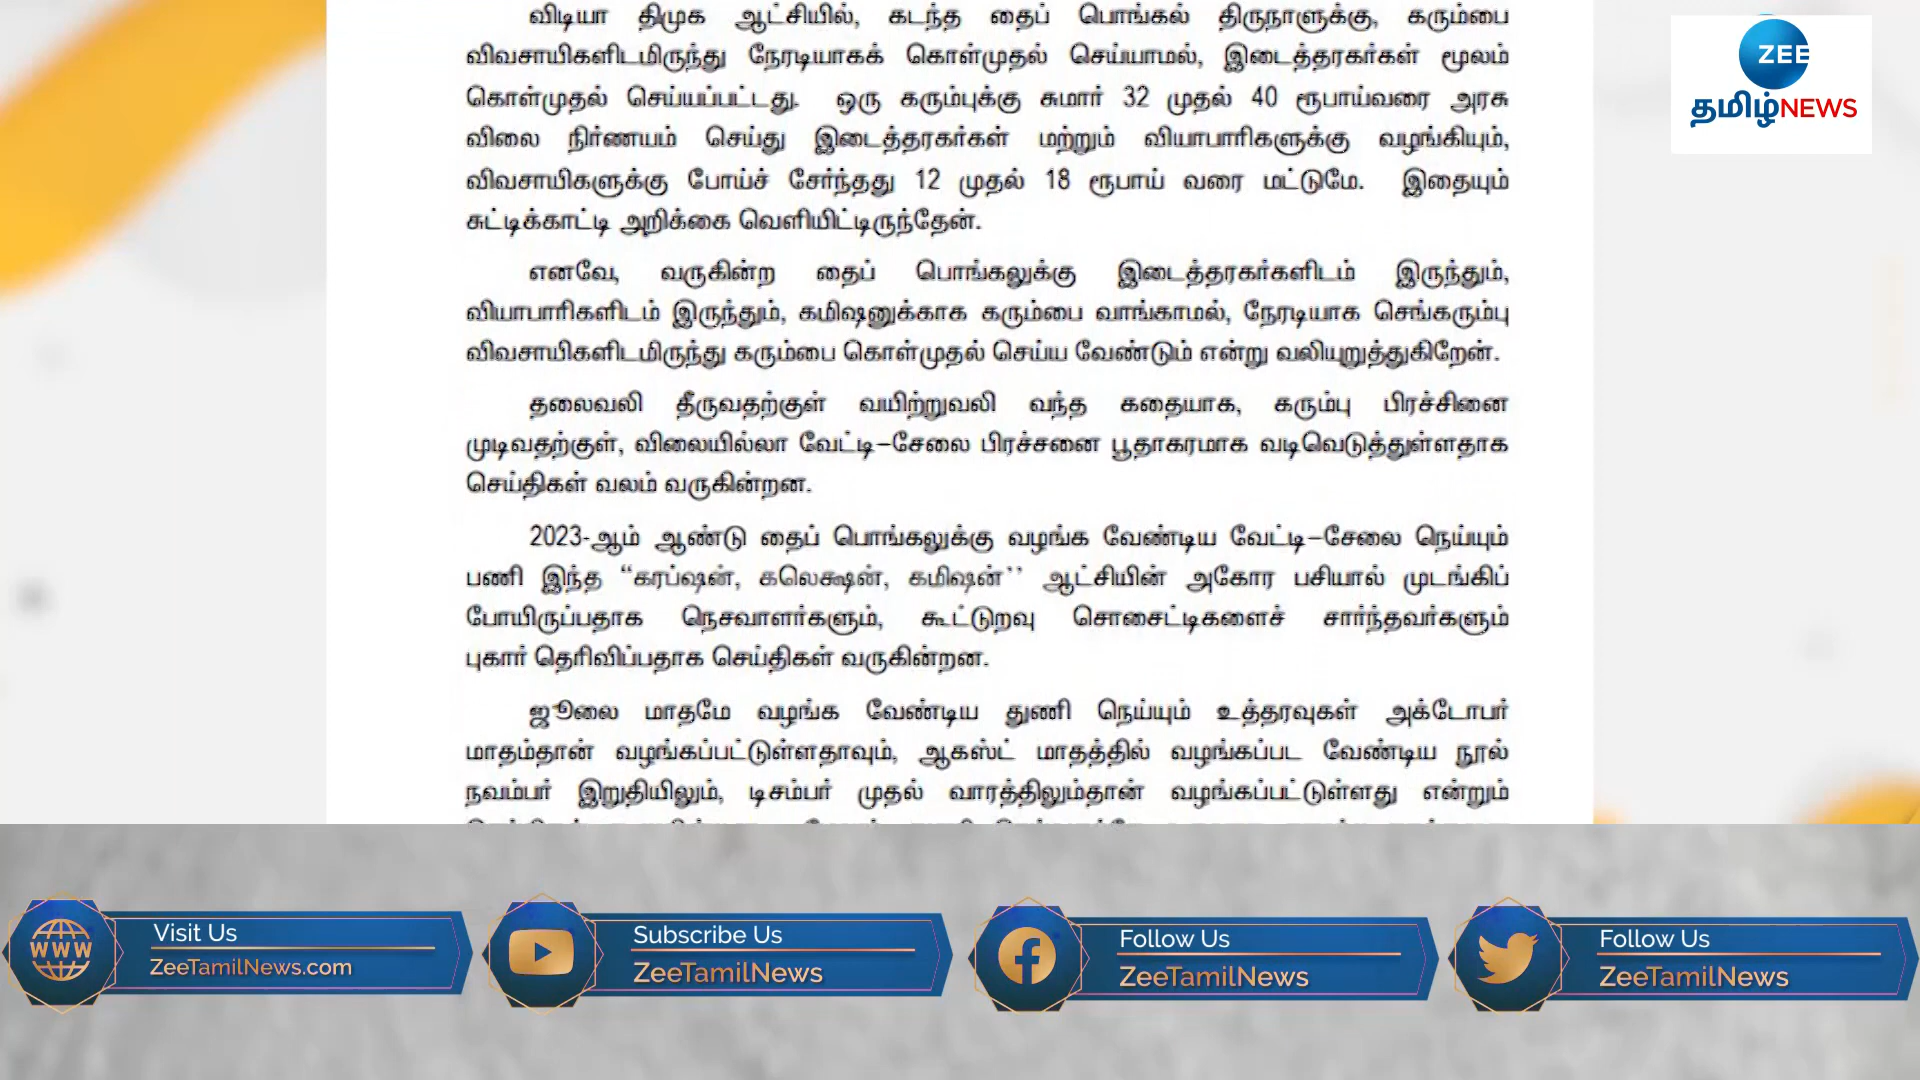 விடியா திமுக ஆட்சியில், கடந்த தைப் பொங்கல் திருநாளுக்கு, கரும்பை
விவசாயிகளிடமிருந்து நேரடியாகக் கொள்முதல் செய்யாமல், இடைத்தரகர்கள் மூலம்
கொள்முதல் செய்யப்பட்டது. ஒரு கரும்புக்கு சுமார் 32 முதல் 40 ரூபாய்வரை அரசு
விலை நிர்ணயம் செய்து இடைத்தரகர்கள் மற்றும் வியாபாரிகளுக்கு வழங்கியும்,
விவசாயிகளுக்கு போய்ச் சேர்ந்தது 12 முதல் 18 ரூபாய் வரை மட்டுமே. இதையும்
சுட்டிக்காட்டி அறிக்கை வெளியிட்டிருந்தேன்.
எனவே, வருகின்ற தைப் பொங்கலுக்கு இடைத்தரகர்களிடம் இருந்தும்,
வியாபாரிகளிடம் இருந்தும், கமிஷனுக்காக கரும்பை வாங்காமல், நேரடியாக செங்கரும்பு
விவசாயிகளிடமிருந்து கரும்பை கொள்முதல் செய்ய வேண்டும் என்று வலியுறுத்துகிறேன்.
தலைவலி தீருவதற்குள் வயிற்றுவலி வந்த கதையாக, கரும்பு பிரச்சினை
முடிவதற்குள், விலையில்லா வேட்டி-சேலை பிரச்சனை பூதாகரமாக வடிவெடுத்துள்ளதாக
செய்திகள் வலம் வருகின்றன.
2023-ஆம் ஆண்டு தைப் பொங்கலுக்கு வழங்க வேண்டிய வேட்டி-சேலை நெய்யும்
பணி இந்த “கரப்ஷன், கலெக்ஷன், கமிஷன்’’ ஆட்சியின் அகோர பசியால் முடங்கிப்
போயிருப்பதாக நெசவாளர்களும், கூட்டுறவு சொசைட்டிகளைச் சார்ந்தவர்களும்
புகார் தெரிவிப்பதாக செய்திகள் வருகின்றன.
ஜூலை மாதமே வழங்க வேண்டிய துணி நெய்யும் உத்தரவுகள் அக்டோபர்
மாதம்தான் வழங்கப்பட்டுள்ளதாவும், ஆகஸ்ட் மாதத்தில் வழங்கப்பட வேண்டிய நூல்
நவம்பர் இறுதியிலும், டிசம்பர் முதல் வாரத்திலும்தான் வழங்கப்பட்டுள்ளது என்றும்
ZEE
தமிழ்NEWS
www
Visit Us
ZeeTamilNews.com
Subscribe Us
ZeeTamilNews
Follow Us
ZeeTamilNews
Follow Us
ZeeTamilNews